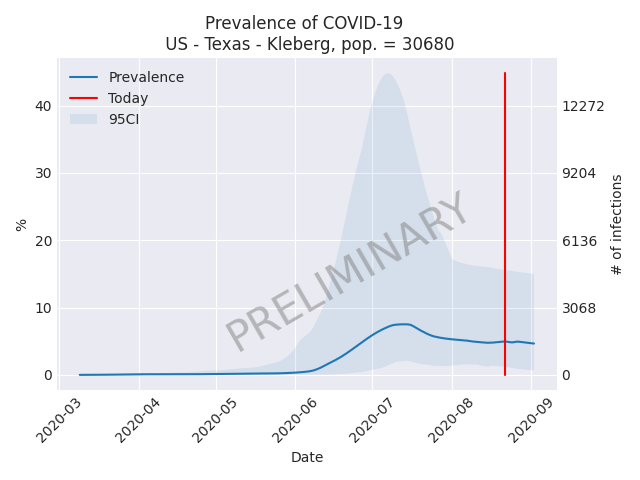 Prevalence of COVID-19
US - Texas - Kleberg, pop. = 30680
Prevalence
Today
95CI
40
30
20
10
0
%
12272
9204
6136
3068
0
# of infections
PRELIMINARY
2020-03
2020-04
2020-05
2020-06
2020-07
2020-08
2020-09
Date